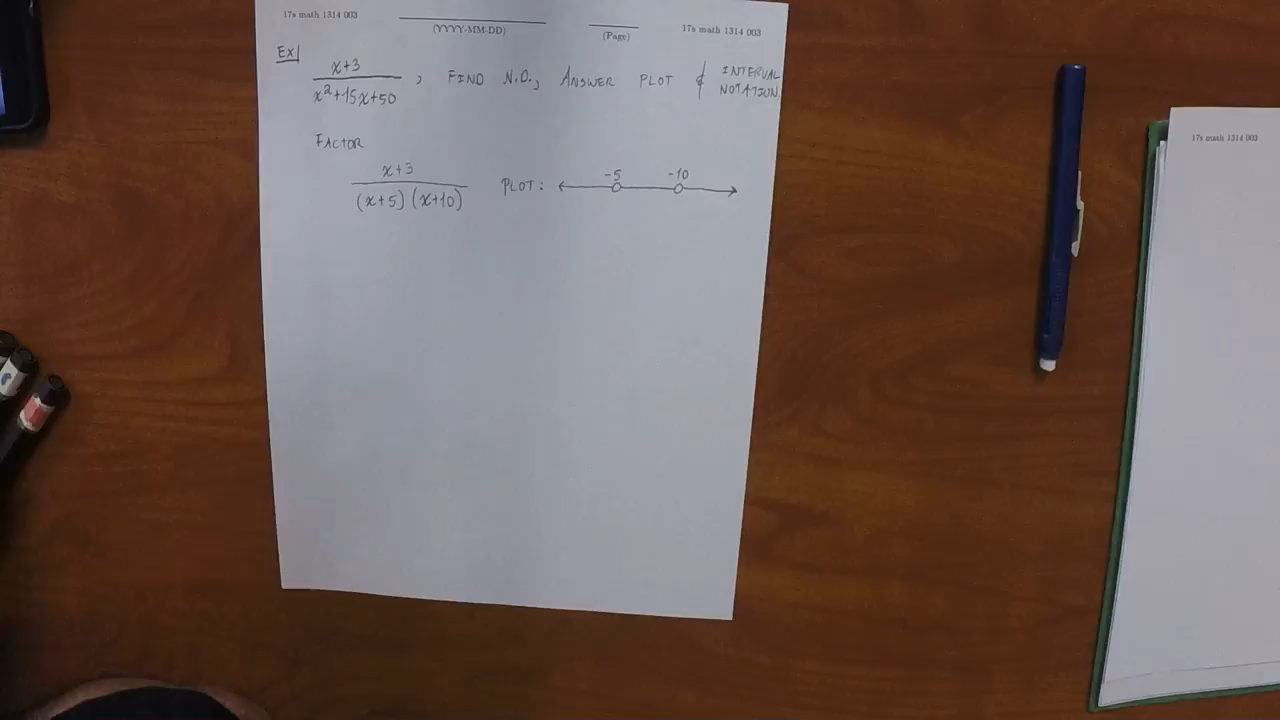 17s math 1314 003
(YYYY-MM-DD)
(Page)
17s math 1314 003
Ex1
x+3
x²+15x+50
, FIND N.D., ANSWER PLOT & INTERVAL NOTATION
FACTOR
x+3
(x+5) (x+10)
PLOT:
-5 -10
17s math 1314 003